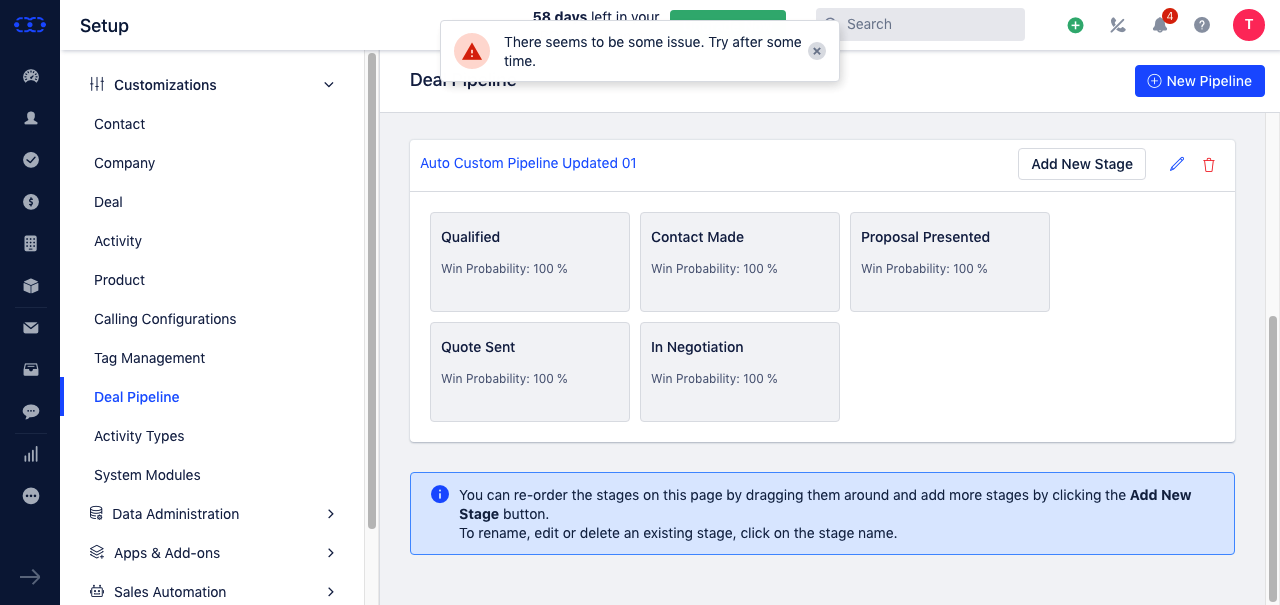 Setup
58 days left in your
Search
4
T
There seems to be some issue. Try after some
time.
Customizations
Contact
Company
Deal
Activity
Product
Calling Configurations
Tag Management
Deal Pipeline
Activity Types
System Modules
Data Administration
Apps & Add-ons
Sales Automation
Deal Pipeline
New Pipeline
Auto Custom Pipeline Updated 01
Add New Stage
Qualified
Win Probability: 100 %
Contact Made
Win Probability: 100 %
Proposal Presented
Win Probability: 100 %
Quote Sent
Win Probability: 100 %
In Negotiation
Win Probability: 100 %
You can re-order the stages on this page by dragging them around and add more stages by clicking the Add New
Stage button.
To rename, edit or delete an existing stage, click on the stage name.